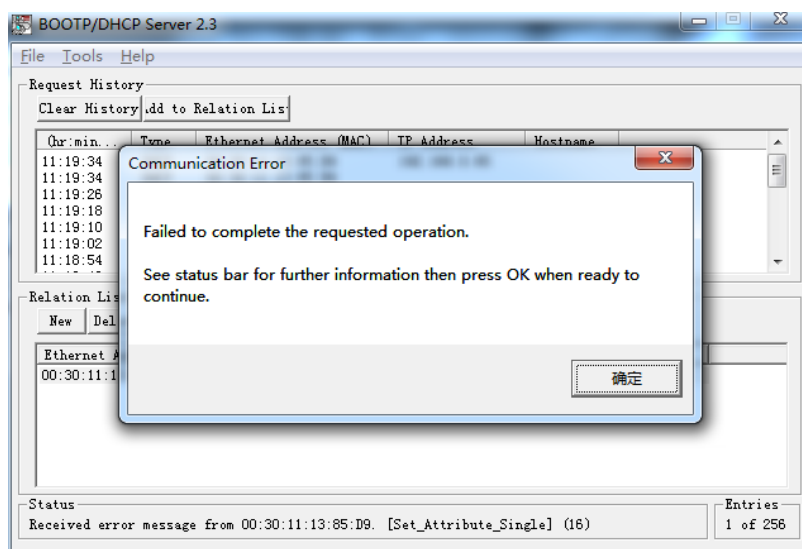 BOOTP/DHCP Server 2.3
File Tools Help
Request History
Clear History .dd to Relation Lis
(hr:min... Type Ethernet Address (MAC) IP Address Hostname
11:19:34
11:19:34
11:19:26
11:19:18
11:19:10
11:19:02
11:18:54
Communication Error
Failed to complete the requested operation.
See status bar for further information then press OK when ready to
continue.
确定
Relation Lis
New Del
Ethernet A
00:30:11:1
Status
Received error message from 00:30:11:13:85:D9. [Set_Attribute_Single] (16)
Entries
1 of 256